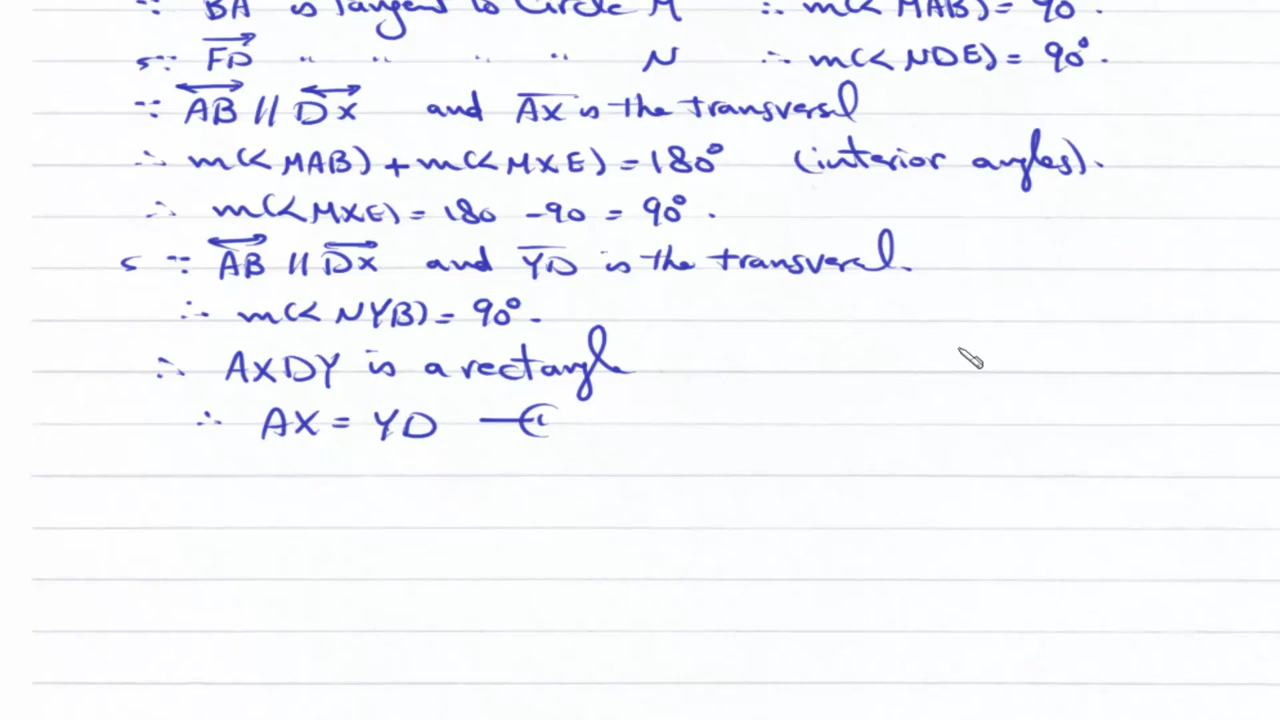 ∵ BA is tangent to circle M ∴ m(< MAB) = 90°.
, ∵ FD " " " " N ∴ m(< NDE) = 90°.
∵ AB // DX and AX is the transversal
∴ m(< MAB) + m(< MXE) = 180° (interior angles).
∴ m(< MXE) = 180 - 90 = 90°.
, ∵ AB // DX and YD is the transveral.
∴ m(< NYB) = 90°.
∴ AXDY is a rectangle
∴ AX = YD